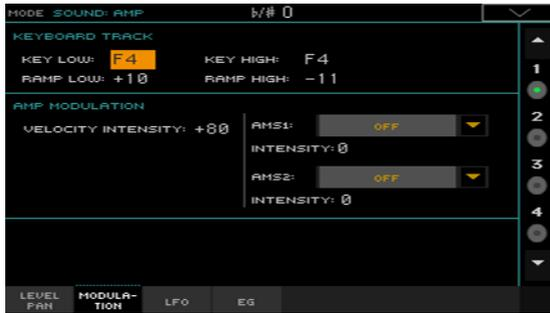 MODE SOUND: AMP ♭/# 0
KEYBOARD TRACK
KEY LOW: F4 KEY HIGH: F4
RAMP LOW: +10 RAMP HIGH: -11
AMP MODULATION
VELOCITY INTENSITY: +80
AMS1: OFF
INTENSITY: 0
AMS2: OFF
INTENSITY: 0
1
2
3
4
LEVEL PAN
MODULA-
TION
LFO
EG